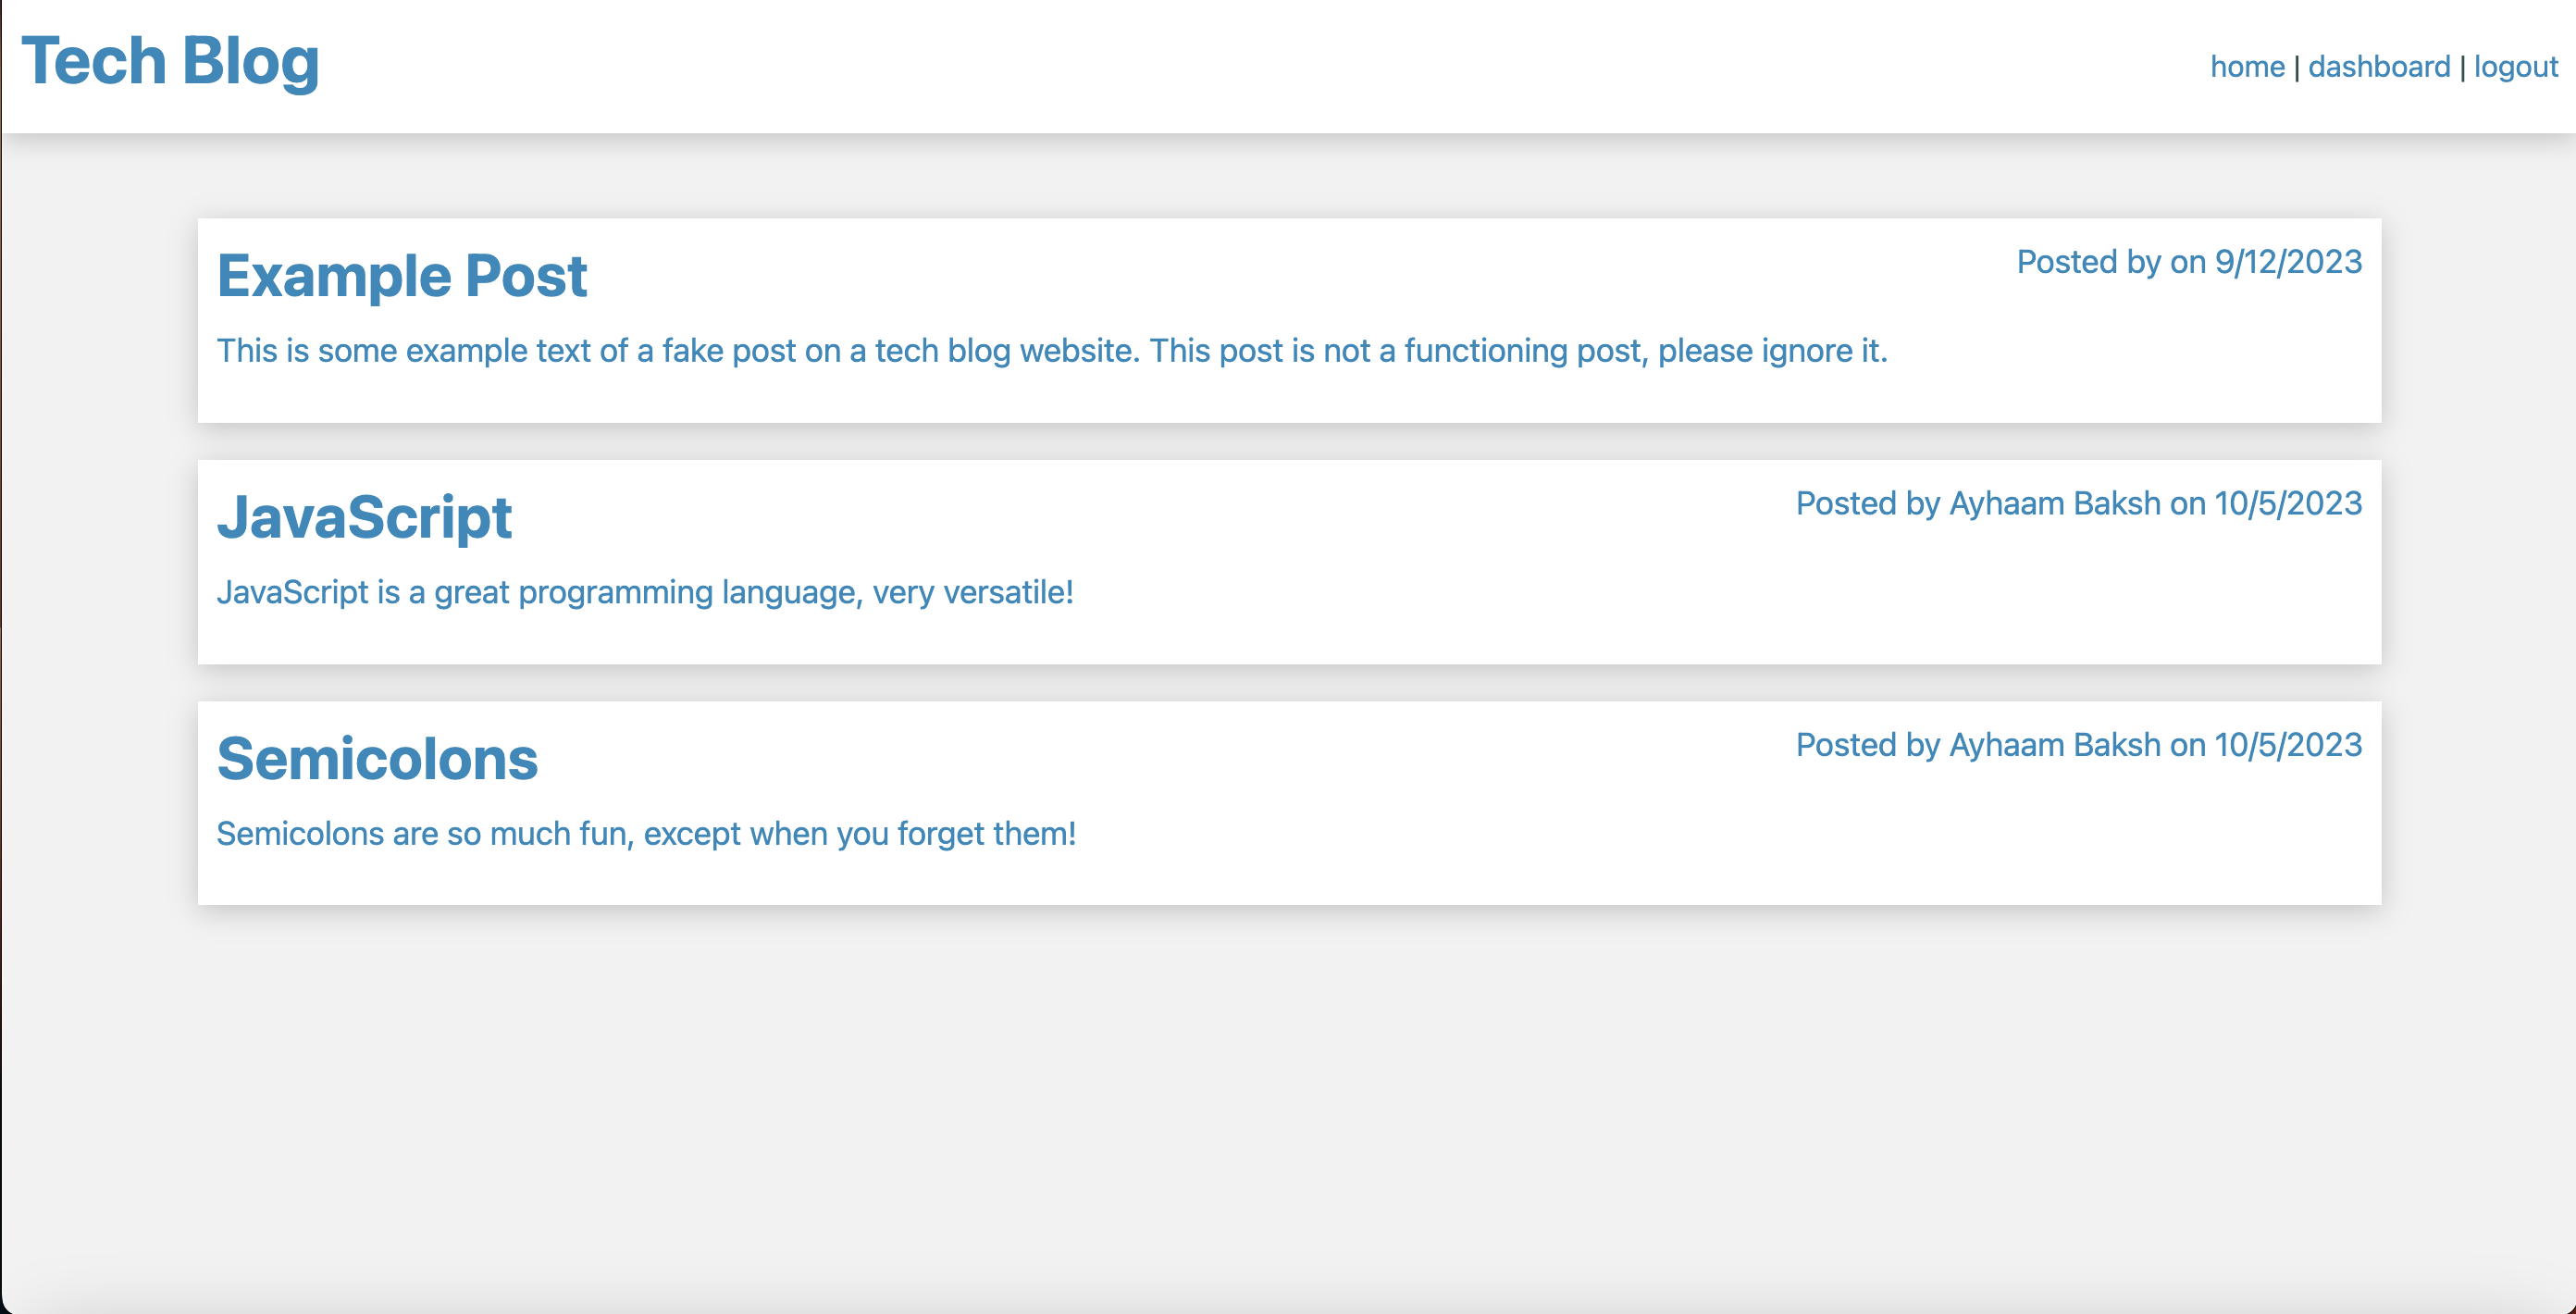 Tech Blog
home | dashboard | logout
Example Post
Posted by on 9/12/2023
This is some example text of a fake post on a tech blog website. This post is not a functioning post, please ignore it.
JavaScript
Posted by Ayhaam Baksh on 10/5/2023
JavaScript is a great programming language, very versatile!
Semicolons
Posted by Ayhaam Baksh on 10/5/2023
Semicolons are so much fun, except when you forget them!